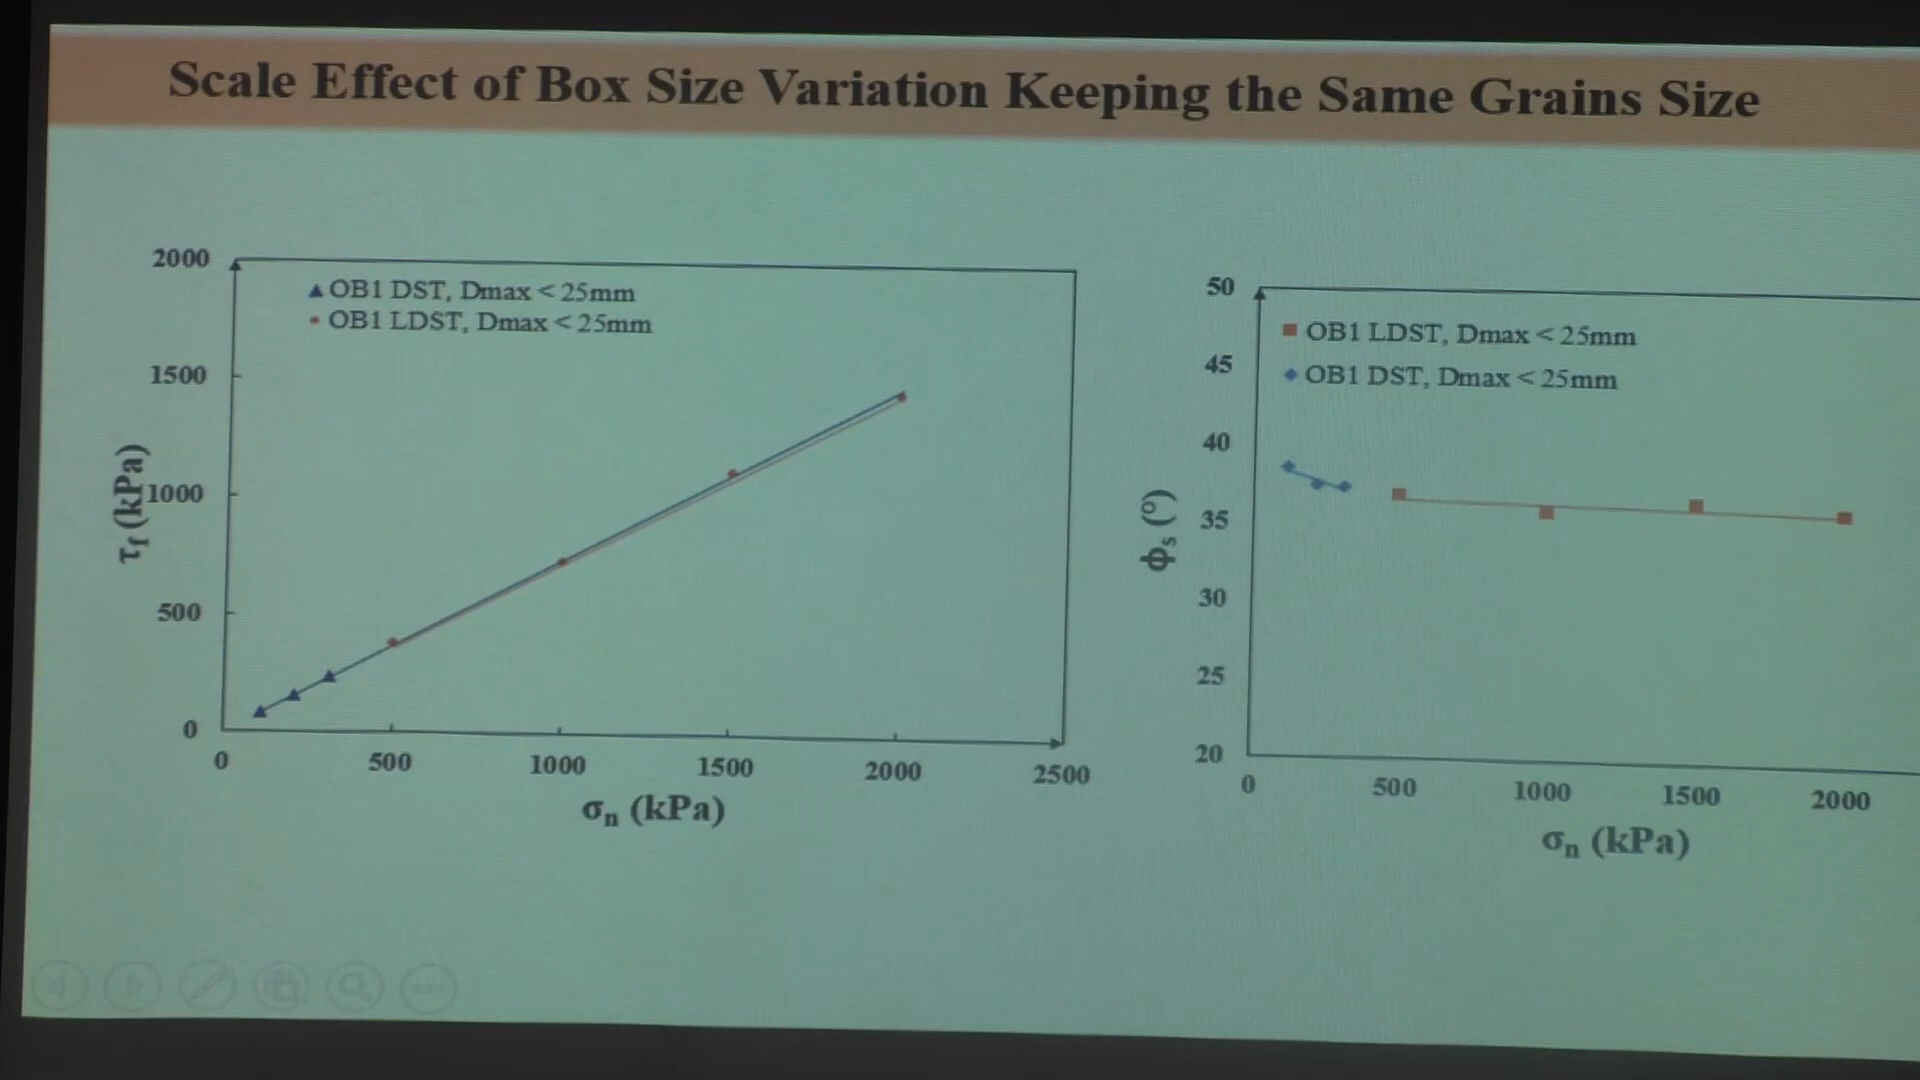 Scale Effect of Box Size Variation Keeping the Same Grains Size
2000
1500
1000
500
0
0
500
1000
1500
2000
2500
τf (kPa)
σn (kPa)
OB1 DST, Dmax < 25mm
OB1 LDST, Dmax < 25mm
50
45
40
35
30
25
20
0
500
1000
1500
2000
ϕs (°)
σn (kPa)
OB1 LDST, Dmax < 25mm
OB1 DST, Dmax < 25mm